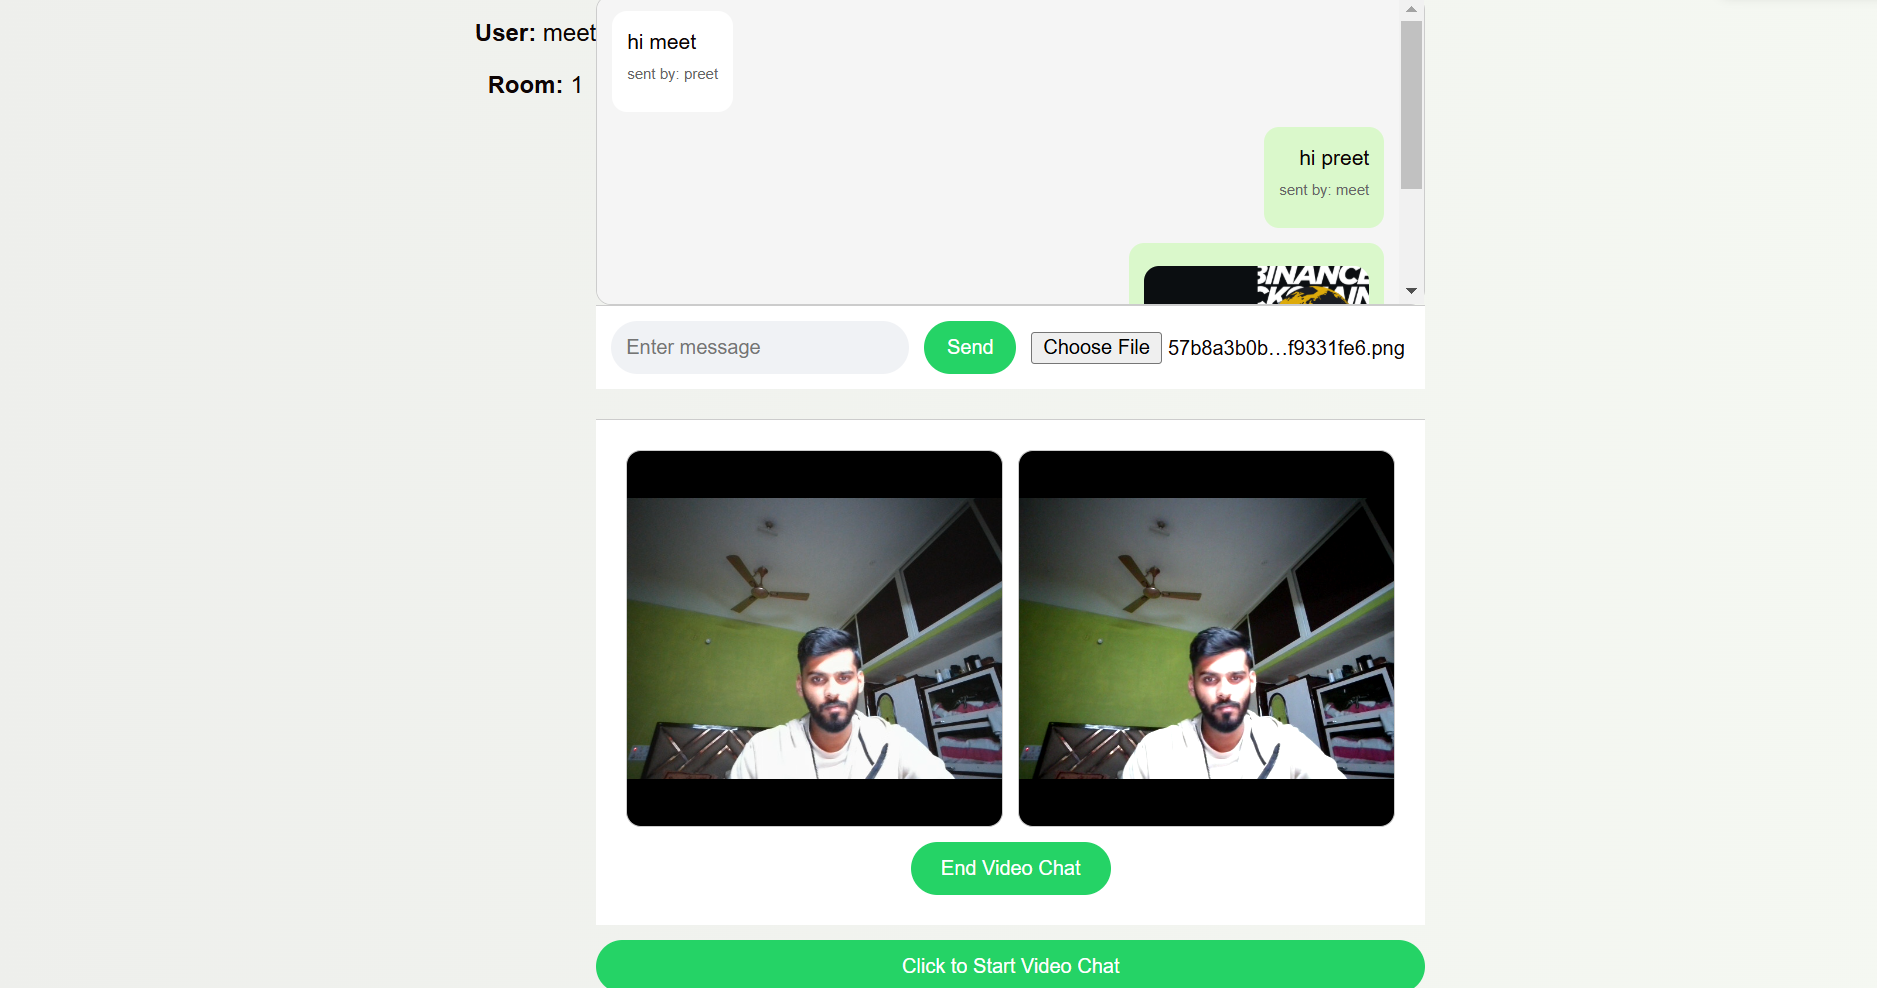 User: meet
Room: 1
hi meet
sent by: preet
hi preet
sent by: meet
BINANCE
Enter message
Send
Choose File
57b8a3b0b...f9331fe6.png
End Video Chat
Click to Start Video Chat